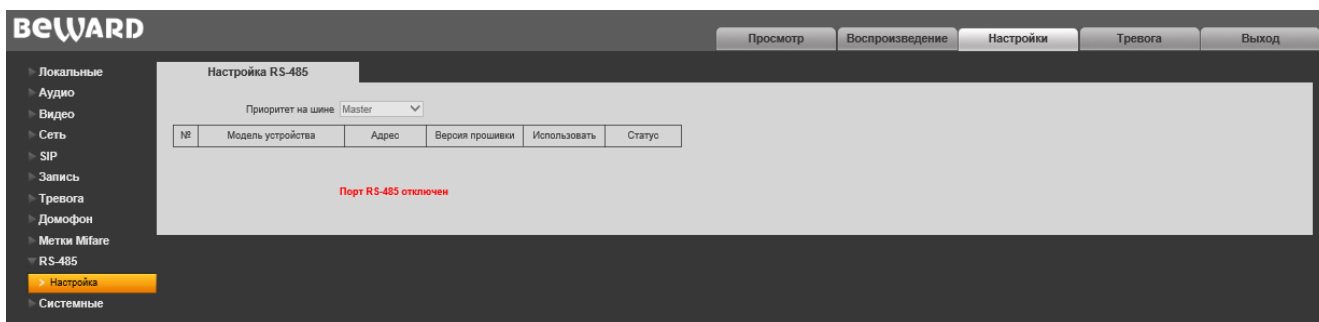 BEWARD
Просмотр Воспроизведение Настройки Тревога Выход
Локальные
Аудио
Видео
Сеть
SIP
Запись
Тревога
Домофон
Метки Mifare
RS-485
> Настройка
Системные
Настройка RS-485
Приоритет на шине Master
№ Модель устройства Адрес Версия прошивки Использовать Статус
Порт RS-485 отключен